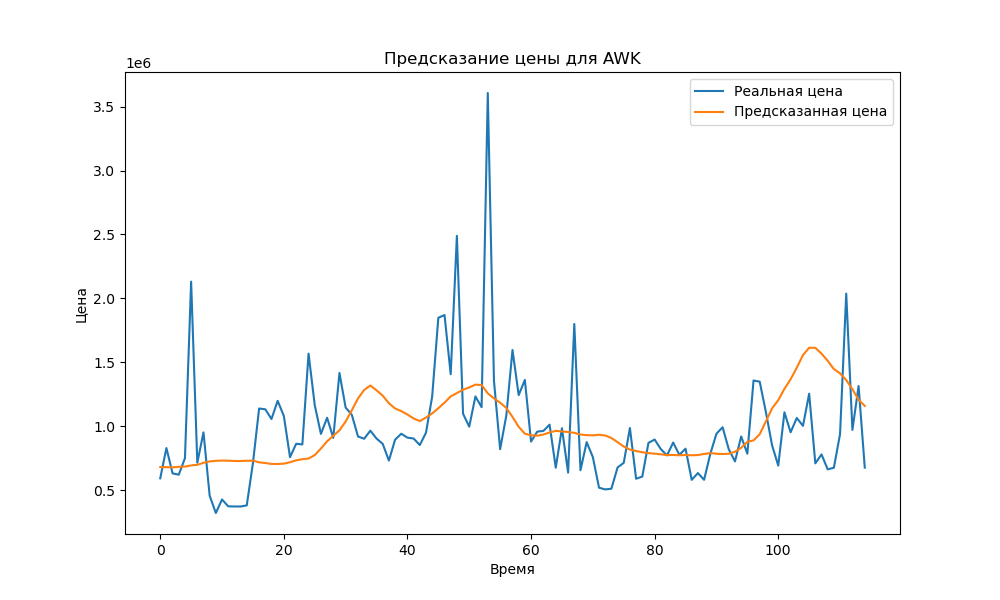 Предсказание цены для AWK
1e6
Реальная цена
Предсказанная цена
3.5
3.0
2.5
2.0
1.5
1.0
0.5
Цена
0 20 40 60 80 100
Время